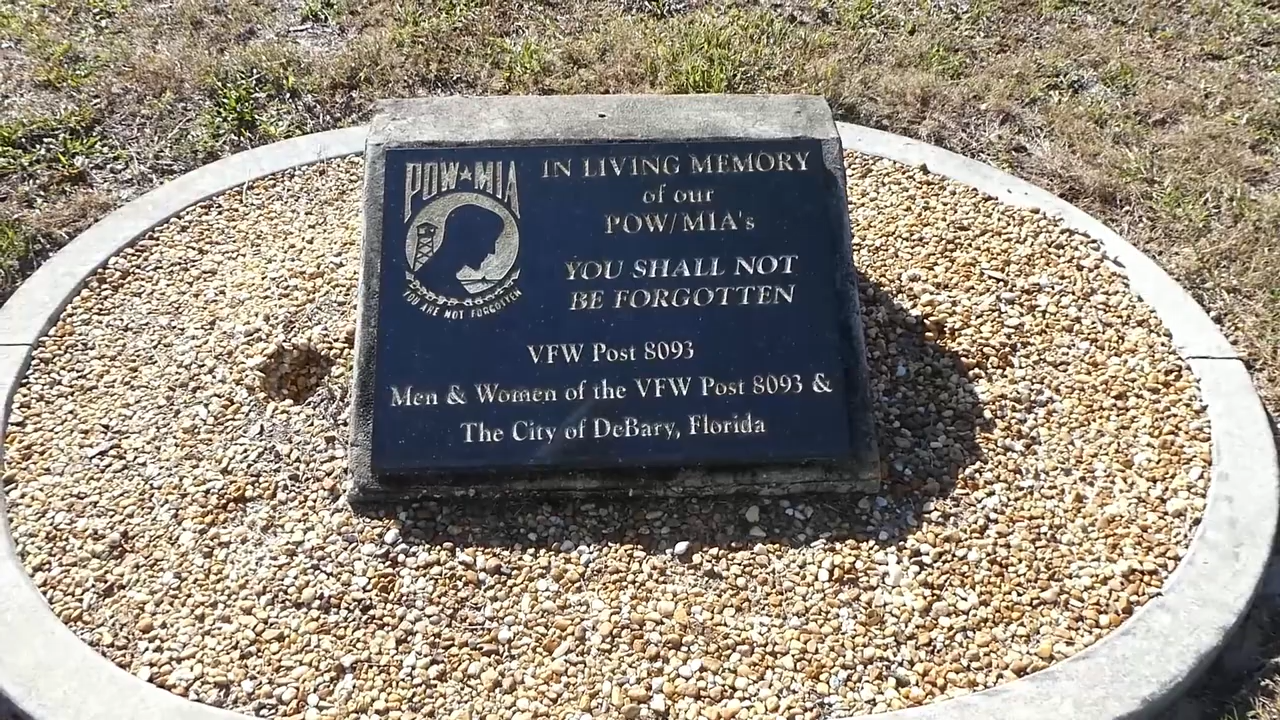 POW★MIA
YOU ARE NOT FORGOTTEN
IN LIVING MEMORY
of our
POW/MIA's
YOU SHALL NOT
BE FORGOTTEN
VFW Post 8093
Men & Women of the VFW Post 8093 &
The City of DeBary, Florida